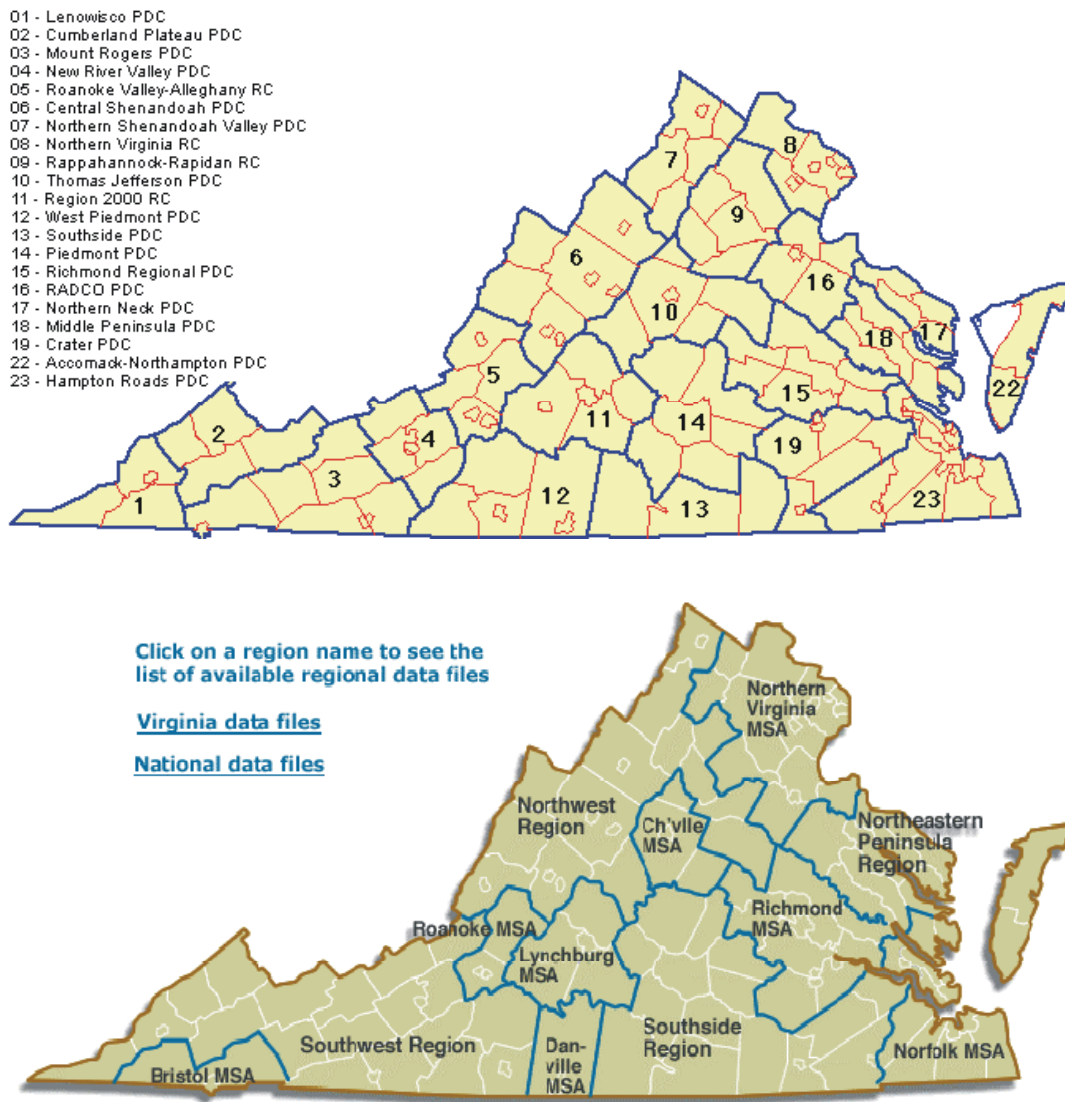 01 - Lenowisco PDC
02 - Cumberland Plateau PDC
03 - Mount Rogers PDC
04 - New River Valley PDC
05 - Roanoke Valley-Alleghany RC
06 - Central Shenandoah PDC
07 - Northern Shenandoah Valley PDC
08 - Northern Virginia RC
09 - Rappahannock-Rapidan RC
10 - Thomas Jefferson PDC
11 - Region 2000 RC
12 - West Piedmont PDC
13 - Southside PDC
14 - Piedmont PDC
15 - Richmond Regional PDC
16 - RADCO PDC
17 - Northern Neck PDC
18 - Middle Peninsula PDC
19 - Crater PDC
22 - Accomack-Northampton PDC
23 - Hampton Roads PDC
8
7
9
6
16
10
17
18
5
22
15
11
14
2
4
19
3
12
23
1
13
Click on a region name to see the
list of available regional data files
Virginia data files
National data files
Northern
Virginia
MSA
Northwest
Region
Ch'vlle
MSA
Northeastern
Peninsula
Region
Richmond
MSA
Roanoke MSA
Lynchburg
MSA
Southside
Region
Southwest Region
Dan-
ville
MSA
Norfolk MSA
Bristol MSA